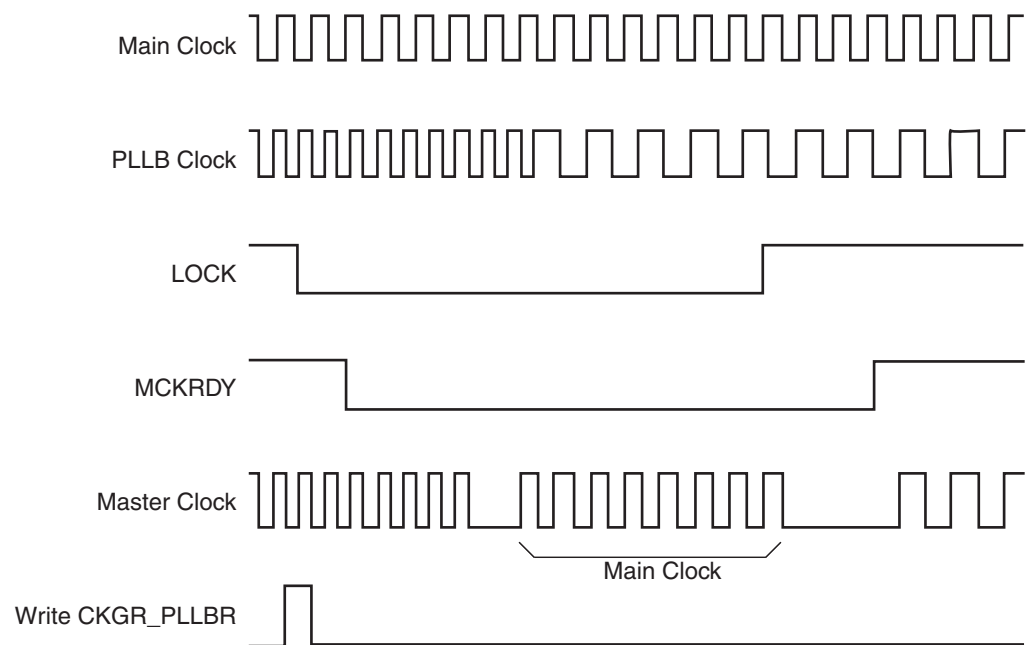 Main Clock
PLLB Clock
LOCK
MCKRDY
Master Clock
Main Clock
Write CKGR_PLLBR